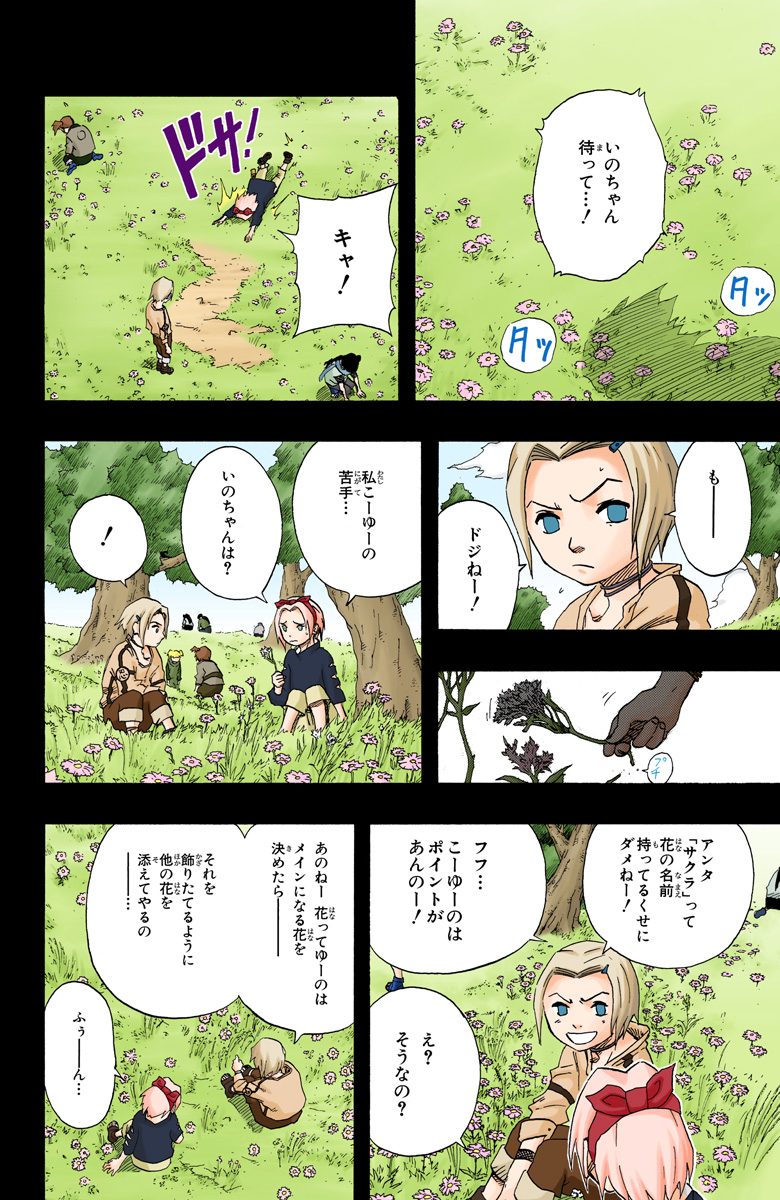 いのちゃん
待って…！
タッ
タッ
ドサ！
キャ！
も――
ドジねー！
プチ
私こーゆーの
苦手…
いのちゃんは？
！
アンタ
「サクラ」って
花の名前
持ってるくせに
ダメねー！
フフ…
こーゆーのは
ポイントが
あんのー！
え？
そうなの？
あのねー 花ってゆーのは
メインになる花を
決めたら――
それを
飾りたてるように
他の花を
添えてやるの
――…
ふぅ――ん…